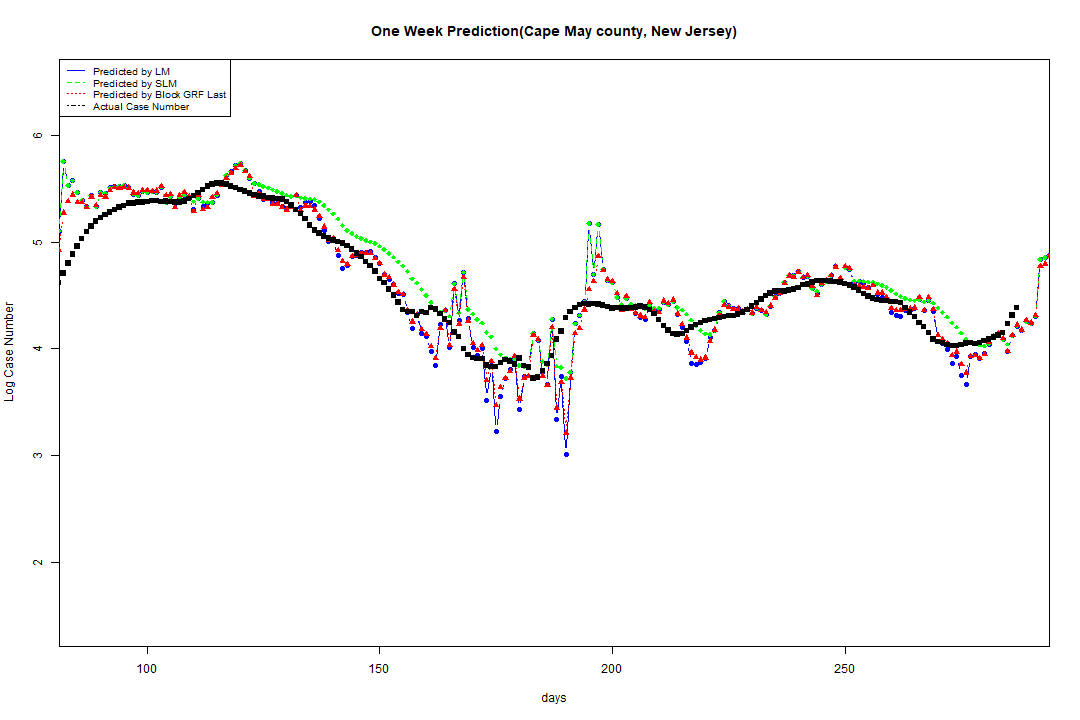 One Week Prediction(Cape May county, New Jersey)
Predicted by LM
Predicted by SLM
Predicted by Block GRF Last
Actual Case Number
6
5
4
3
2
Log Case Number
100 150 200 250
days